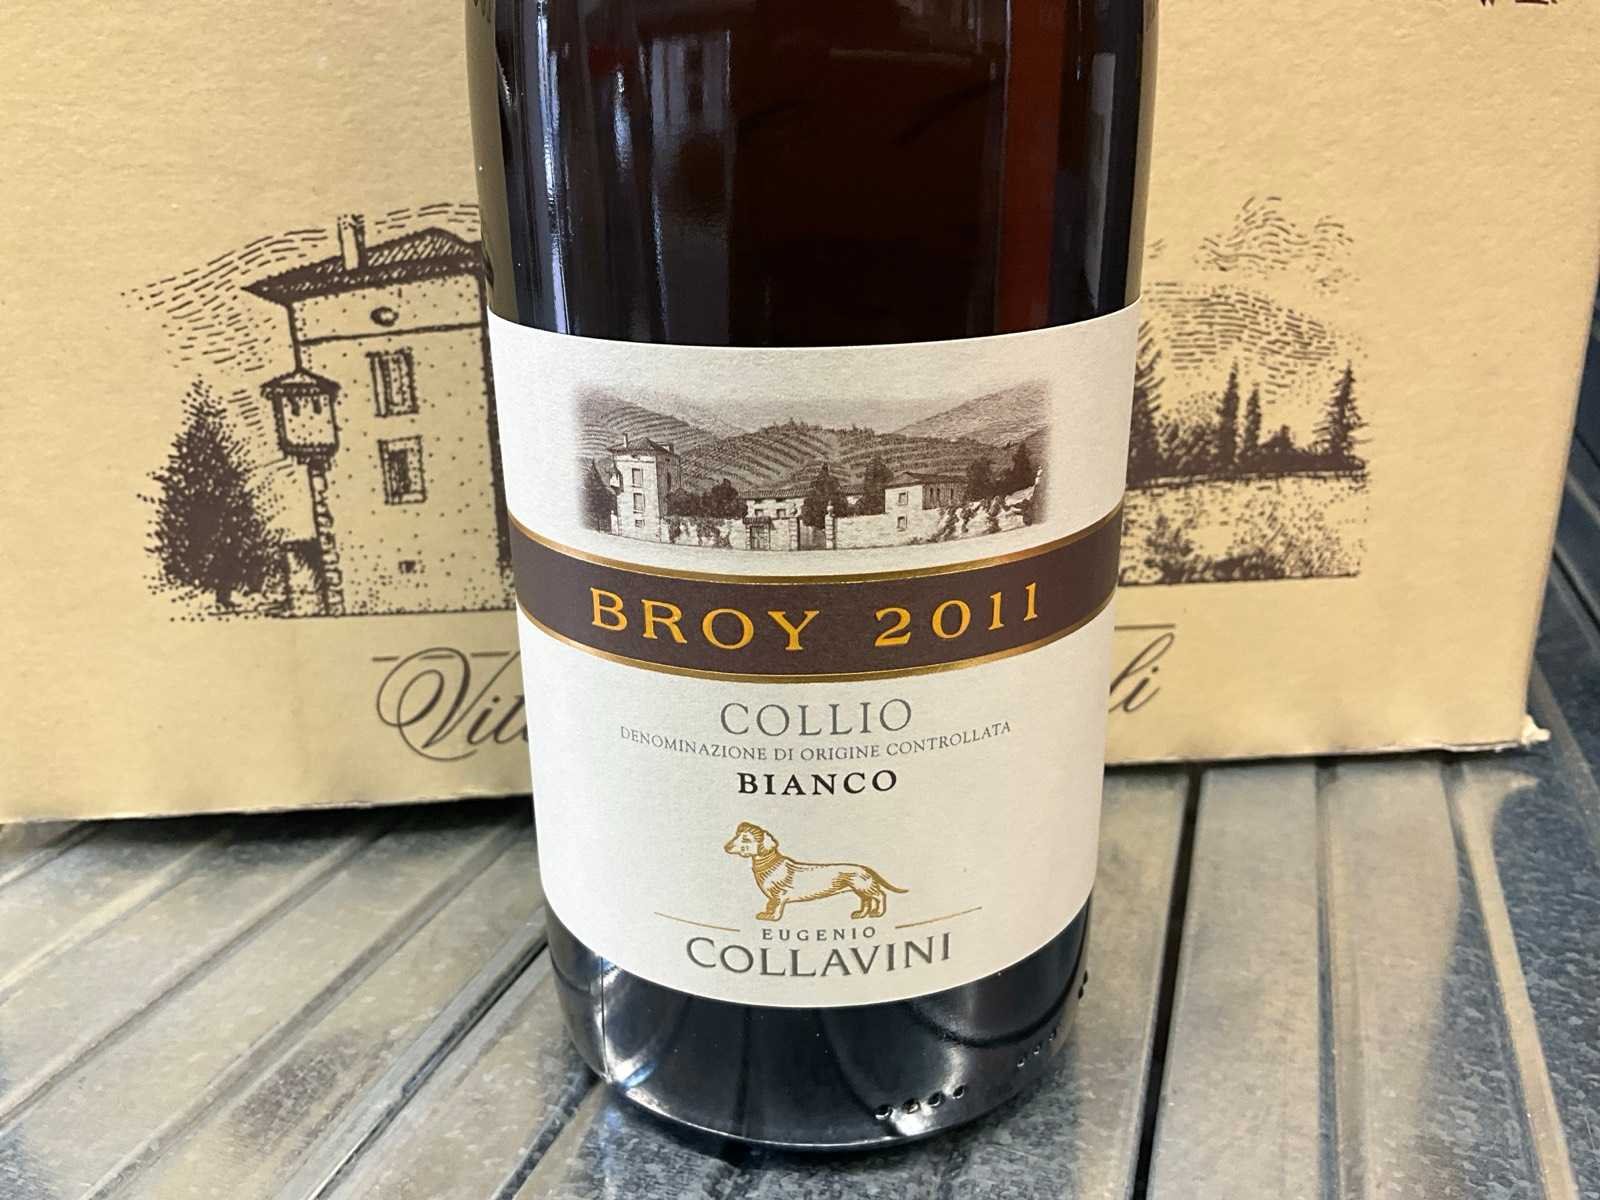 BROY 2011
COLLIO
DENOMINAZIONE DI ORIGINE CONTROLLATA
BIANCO
EUGENIO
COLLAVINI